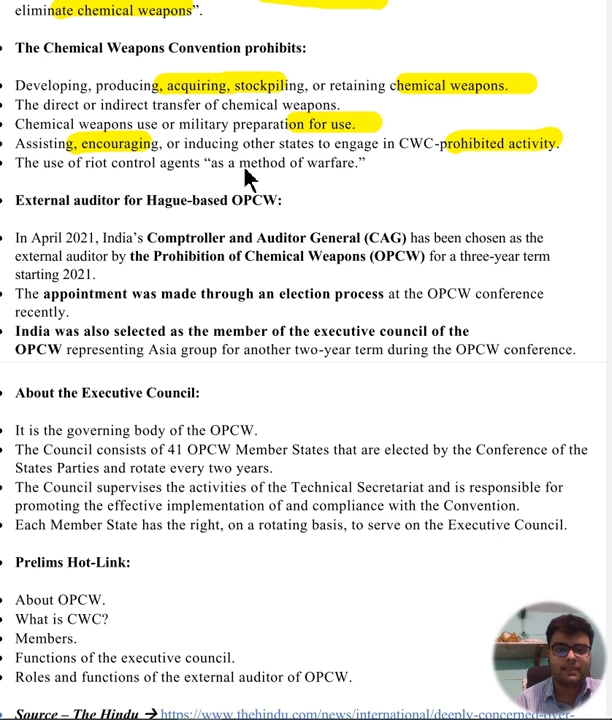 eliminate chemical weapons”.
The Chemical Weapons Convention prohibits:
Developing, producing, acquiring, stockpiling, or retaining chemical weapons.
The direct or indirect transfer of chemical weapons.
Chemical weapons use or military preparation for use.
Assisting, encouraging, or inducing other states to engage in CWC-prohibited activity.
The use of riot control agents “as a method of warfare.”
External auditor for Hague-based OPCW:
In April 2021, India’s Comptroller and Auditor General (CAG) has been chosen as the
external auditor by the Prohibition of Chemical Weapons (OPCW) for a three-year term
starting 2021.
The appointment was made through an election process at the OPCW conference
recently.
India was also selected as the member of the executive council of the
OPCW representing Asia group for another two-year term during the OPCW conference.
About the Executive Council:
It is the governing body of the OPCW.
The Council consists of 41 OPCW Member States that are elected by the Conference of the
States Parties and rotate every two years.
The Council supervises the activities of the Technical Secretariat and is responsible for
promoting the effective implementation of and compliance with the Convention.
Each Member State has the right, on a rotating basis, to serve on the Executive Council.
Prelims Hot-Link:
About OPCW.
What is CWC?
Members.
Functions of the executive council.
Roles and functions of the external auditor of OPCW.
Source – The Hindu → https://www.thehindu.com/news/international/deeply-concerned-over-